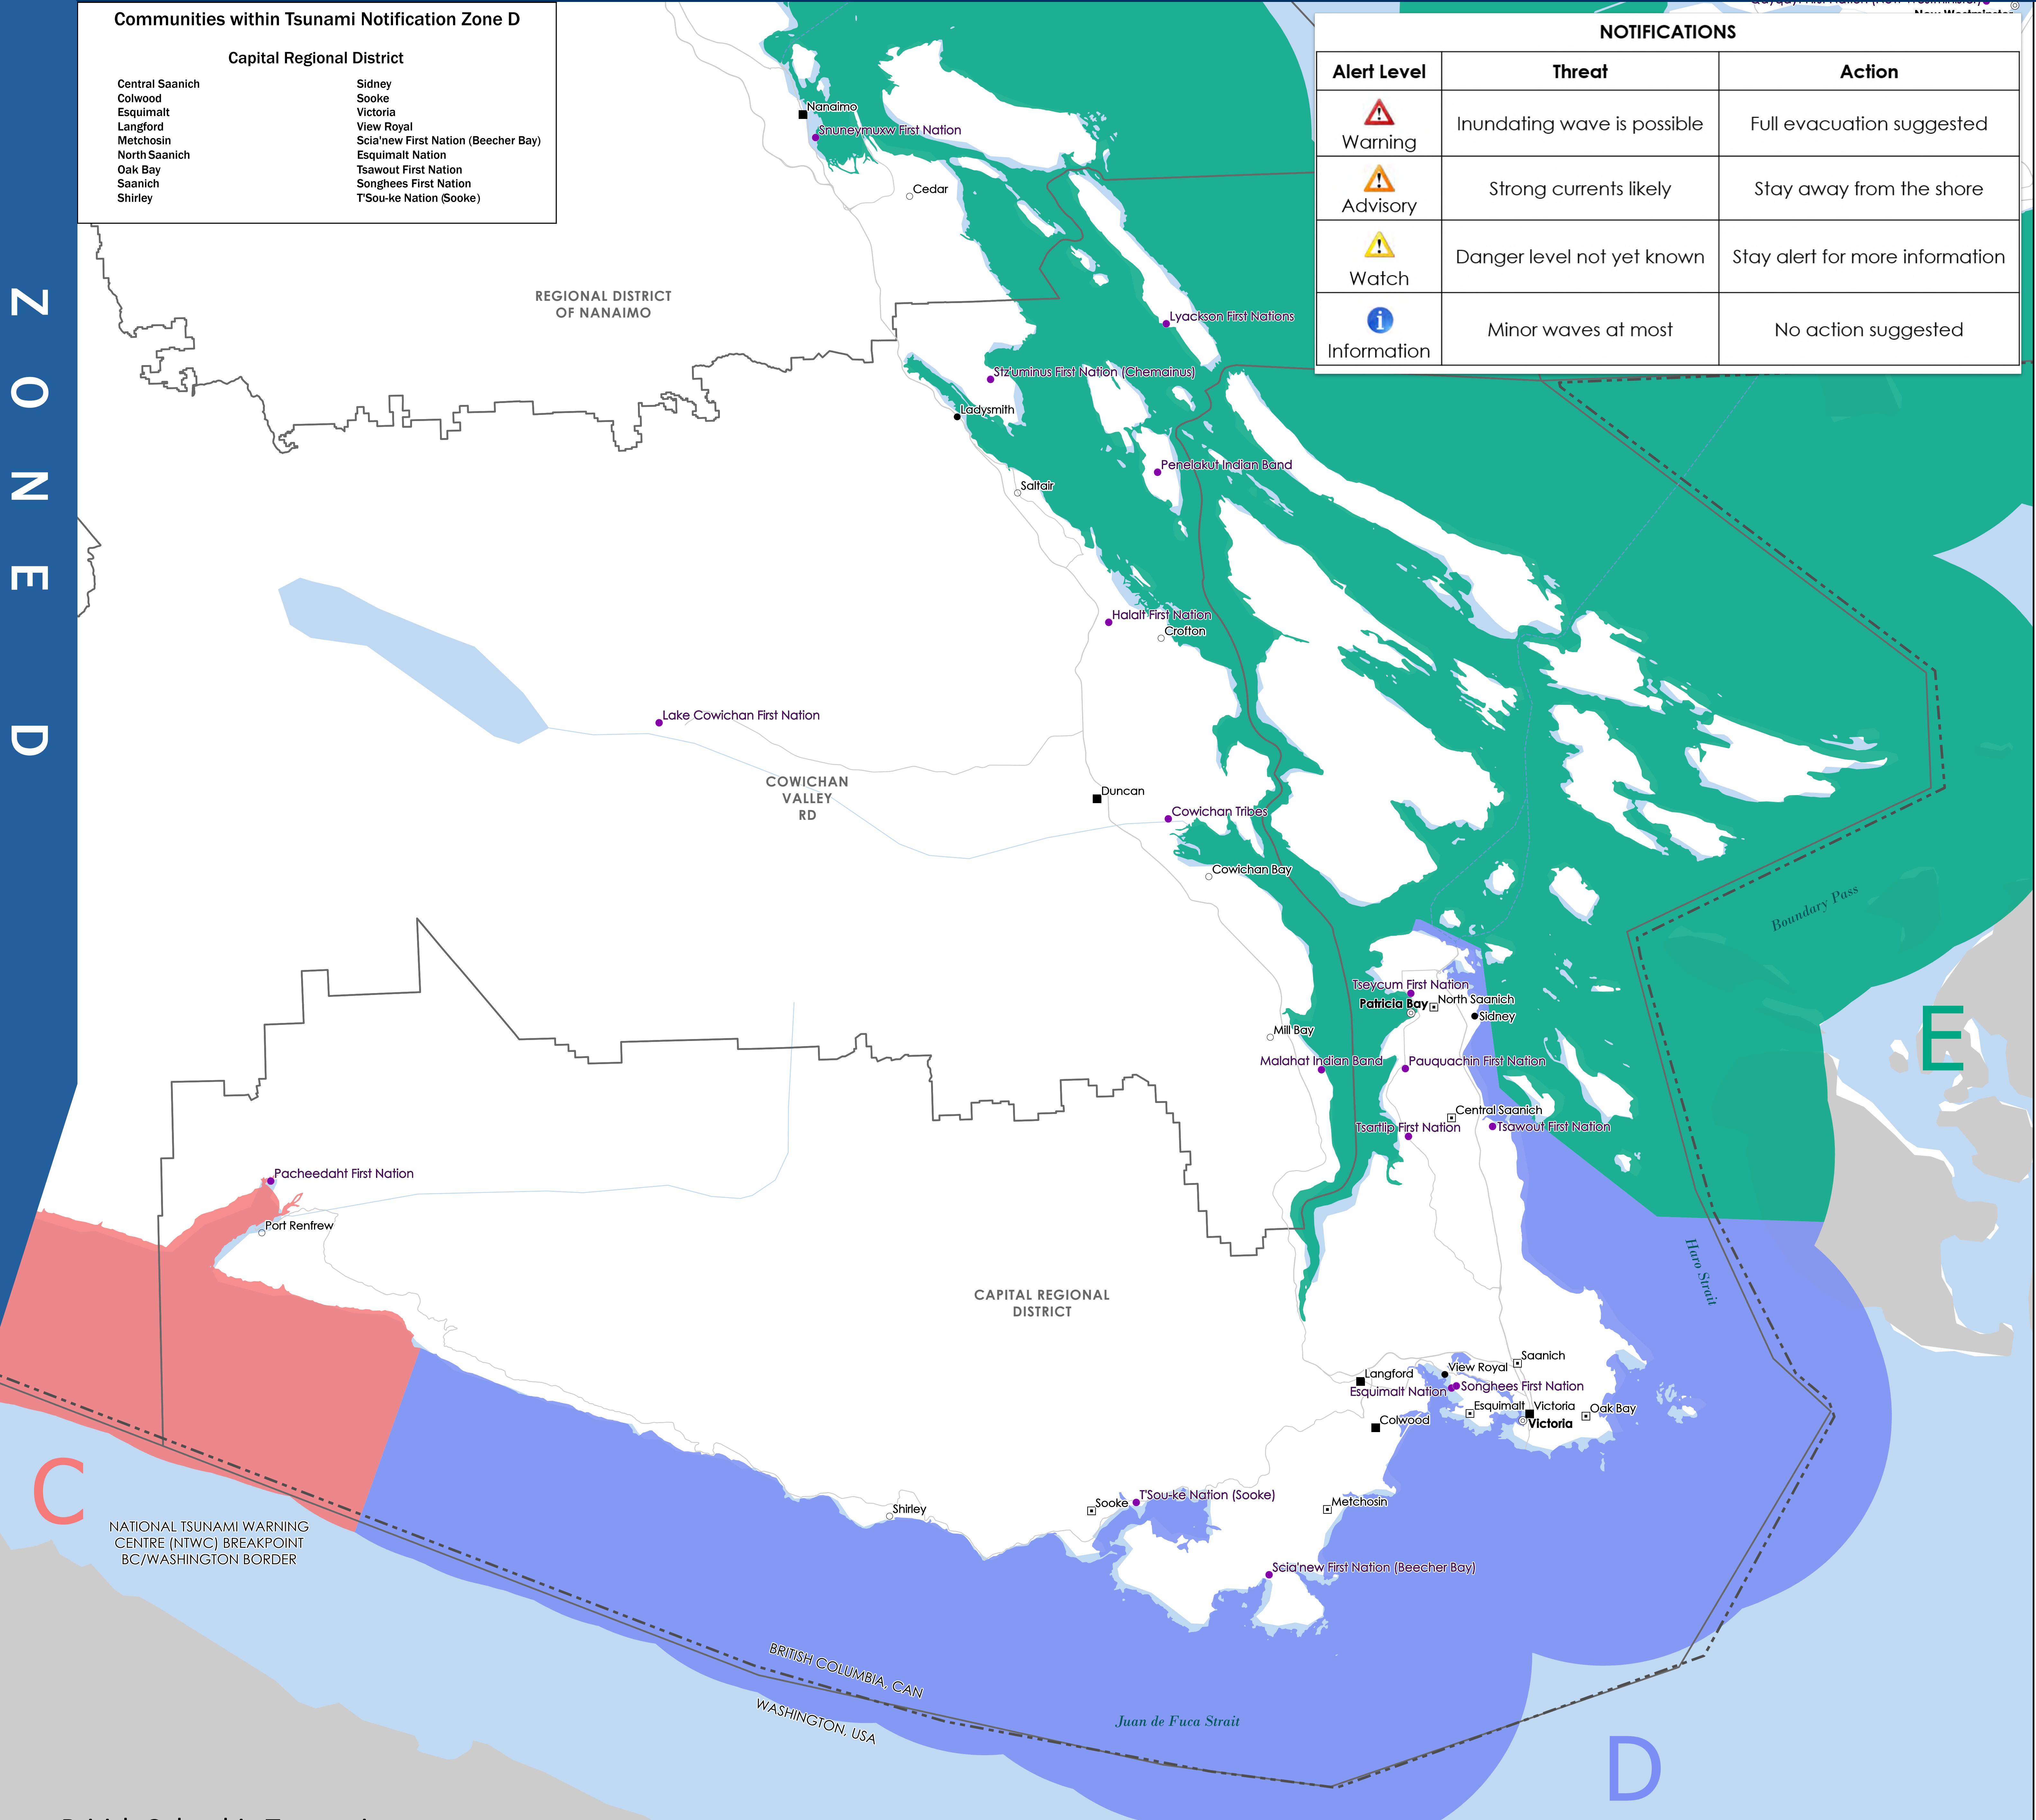 Communities within Tsunami Notification Zone D
Capital Regional District
Central Saanich
Colwood
Esquimalt
Langford
Metchosin
North Saanich
Oak Bay
Saanich
Shirley
Sidney
Sooke
Victoria
View Royal
Scia'new First Nation (Beecher Bay)
Esquimalt Nation
Tsawout First Nation
Songhees First Nation
T'Sou-ke Nation (Sooke)
NOTIFICATIONS
Alert Level Threat Action
Warning Inundating wave is possible Full evacuation suggested
Advisory Strong currents likely Stay away from the shore
Watch Danger level not yet known Stay alert for more information
Information Minor waves at most No action suggested
ZONE D
Nanaimo
Snuneymuxw First Nation
Cedar
REGIONAL DISTRICT
OF NANAIMO
Lyackson First Nations
Stz'uminus First Nation (Chemainus)
Ladysmith
Penelakut Indian Band
Saltair
Halalt First Nation
Crofton
Lake Cowichan First Nation
COWICHAN
VALLEY
RD
Duncan
Cowichan Tribes
Cowichan Bay
Boundary Pass
Tseycum First Nation
Patricia Bay
North Saanich
Sidney
E
Mill Bay
Malahat Indian Band
Pauquachin First Nation
Central Saanich
Tsartlip First Nation
Tsawout First Nation
Pacheedaht First Nation
Port Renfrew
Haro Strait
CAPITAL REGIONAL
DISTRICT
Saanich
Langford
View Royal
Esquimalt Nation
Songhees First Nation
Esquimalt
Victoria
Oak Bay
Colwood
Victoria
C
T'Sou-ke Nation (Sooke)
Sooke
Metchosin
Shirley
NATIONAL TSUNAMI WARNING
CENTRE (NTWC) BREAKPOINT
BC/WASHINGTON BORDER
Scia'new First Nation (Beecher Bay)
BRITISH COLUMBIA, CAN
WASHINGTON, USA
Juan de Fuca Strait
D